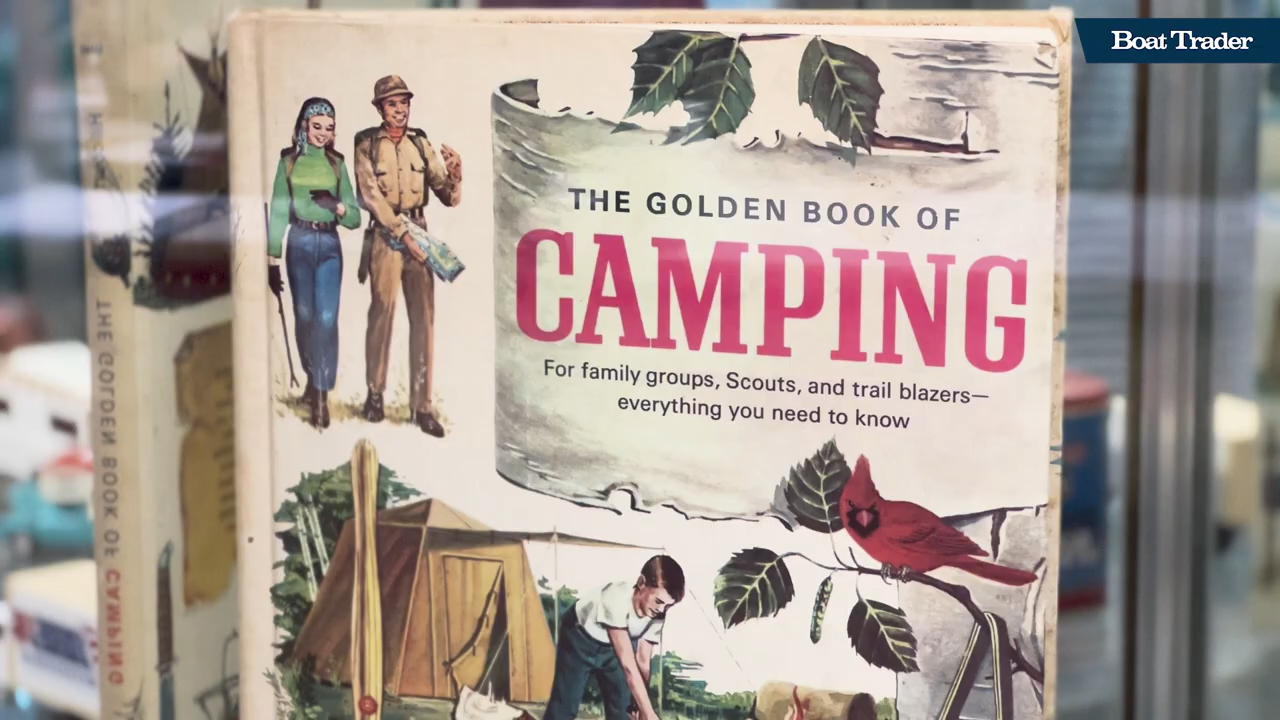 Boat Trader
THE GOLDEN BOOK OF
CAMPING
For family groups, Scouts, and trail blazers—
everything you need to know
THE GOLDEN BOOK OF CAMPING